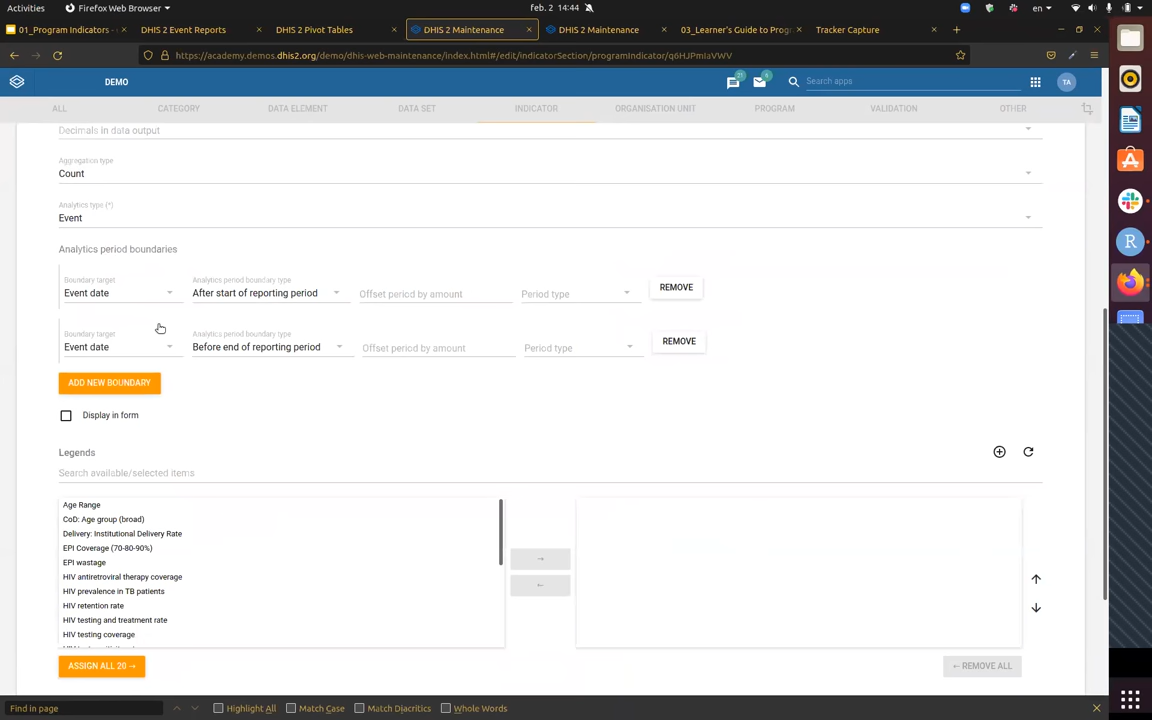 Activities Firefox Web Browser feb. 2 14:44 en
01_Program Indicators - DHIS 2 Event Reports DHIS 2 Pivot Tables DHIS 2 Maintenance DHIS 2 Maintenance 03_Learner's Guide to Prog Tracker Capture
https://academy.demos.dhis2.org/demo/dhis-web-maintenance/index.html#/edit/indicatorSection/programIndicator/q6HJPmIaVWV
DEMO 21 9 Search apps TA
ALL CATEGORY DATA ELEMENT DATA SET INDICATOR ORGANISATION UNIT PROGRAM VALIDATION OTHER
Decimals in data output
Aggregation type
Count
Analytics type (*)
Event
Analytics period boundaries
Boundary target Analytics period boundary type
Event date After start of reporting period Offset period by amount Period type REMOVE
Boundary target Analytics period boundary type
Event date Before end of reporting period Offset period by amount Period type REMOVE
ADD NEW BOUNDARY
Display in form
Legends
Search available/selected items
Age Range
CoD: Age group (broad)
Delivery: Institutional Delivery Rate
EPI Coverage (70-80-90%)
EPI wastage
HIV antiretroviral therapy coverage
HIV prevalence in TB patients
HIV retention rate
HIV testing and treatment rate
HIV testing coverage
ASSIGN ALL 20 → ← REMOVE ALL
Find in page Highlight All Match Case Match Diacritics Whole Words